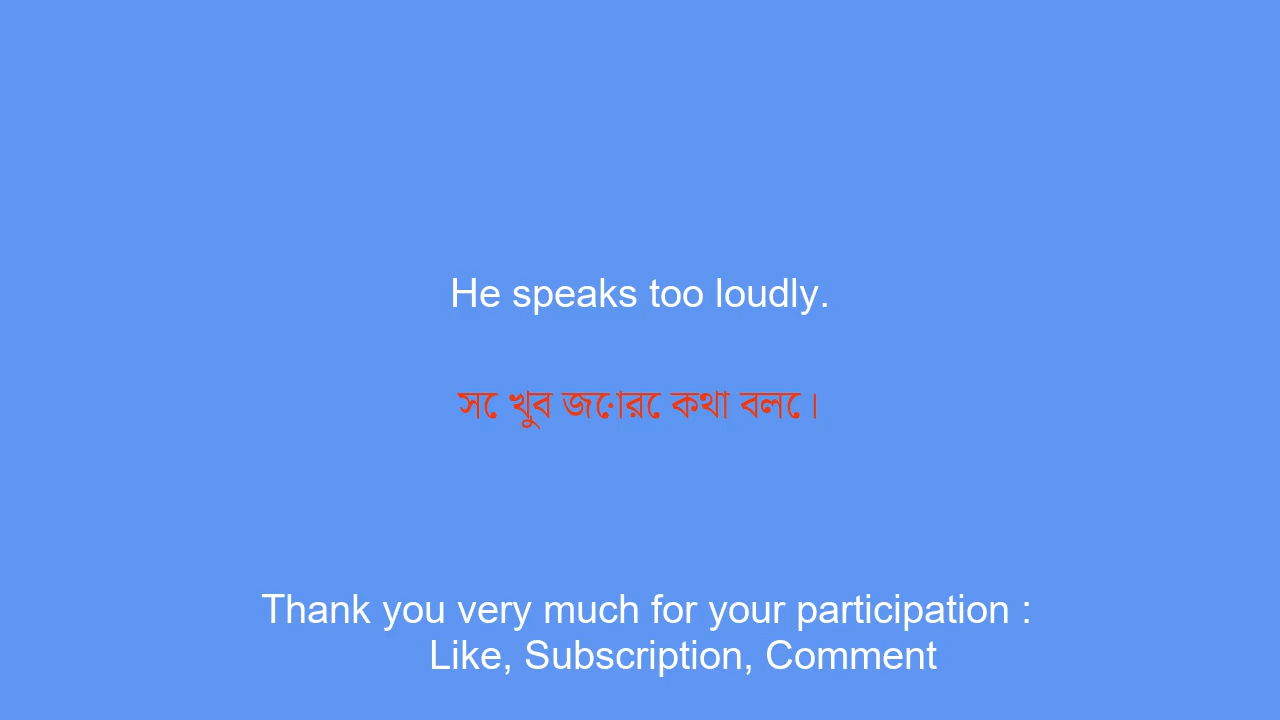 He speaks too loudly.
সে খুব জোরে কথা বলে।
Thank you very much for your participation :
Like, Subscription, Comment